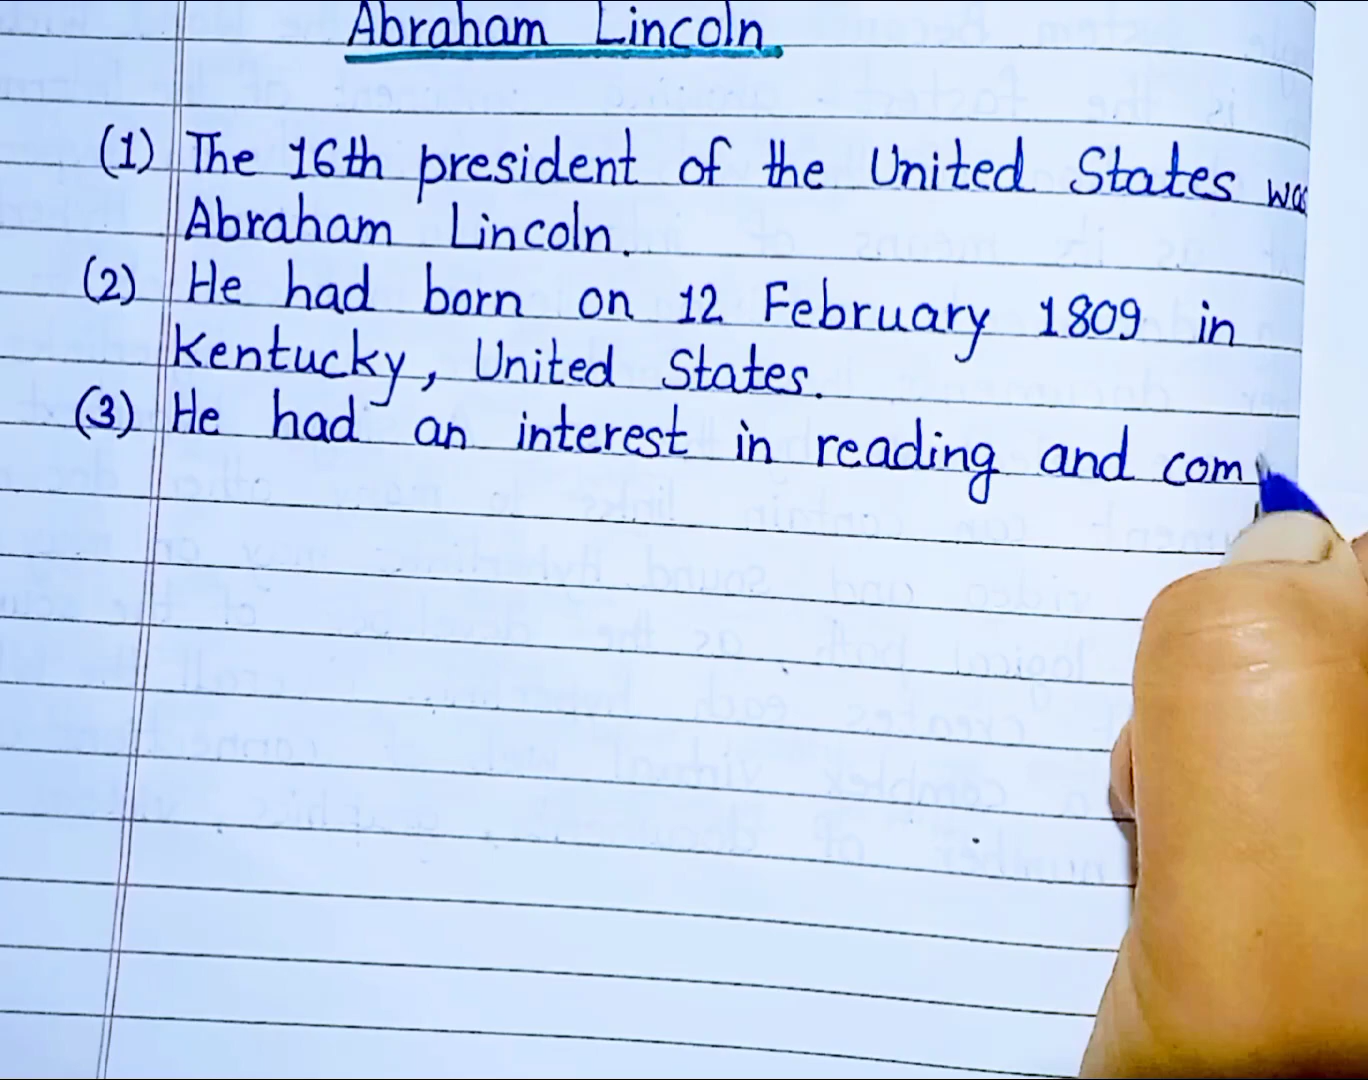 Abraham Lincoln
(1) The 16th president of the United States was
Abraham Lincoln.
(2) He had born on 12 February 1809 in
Kentucky, United States.
(3) He had an interest in reading and com